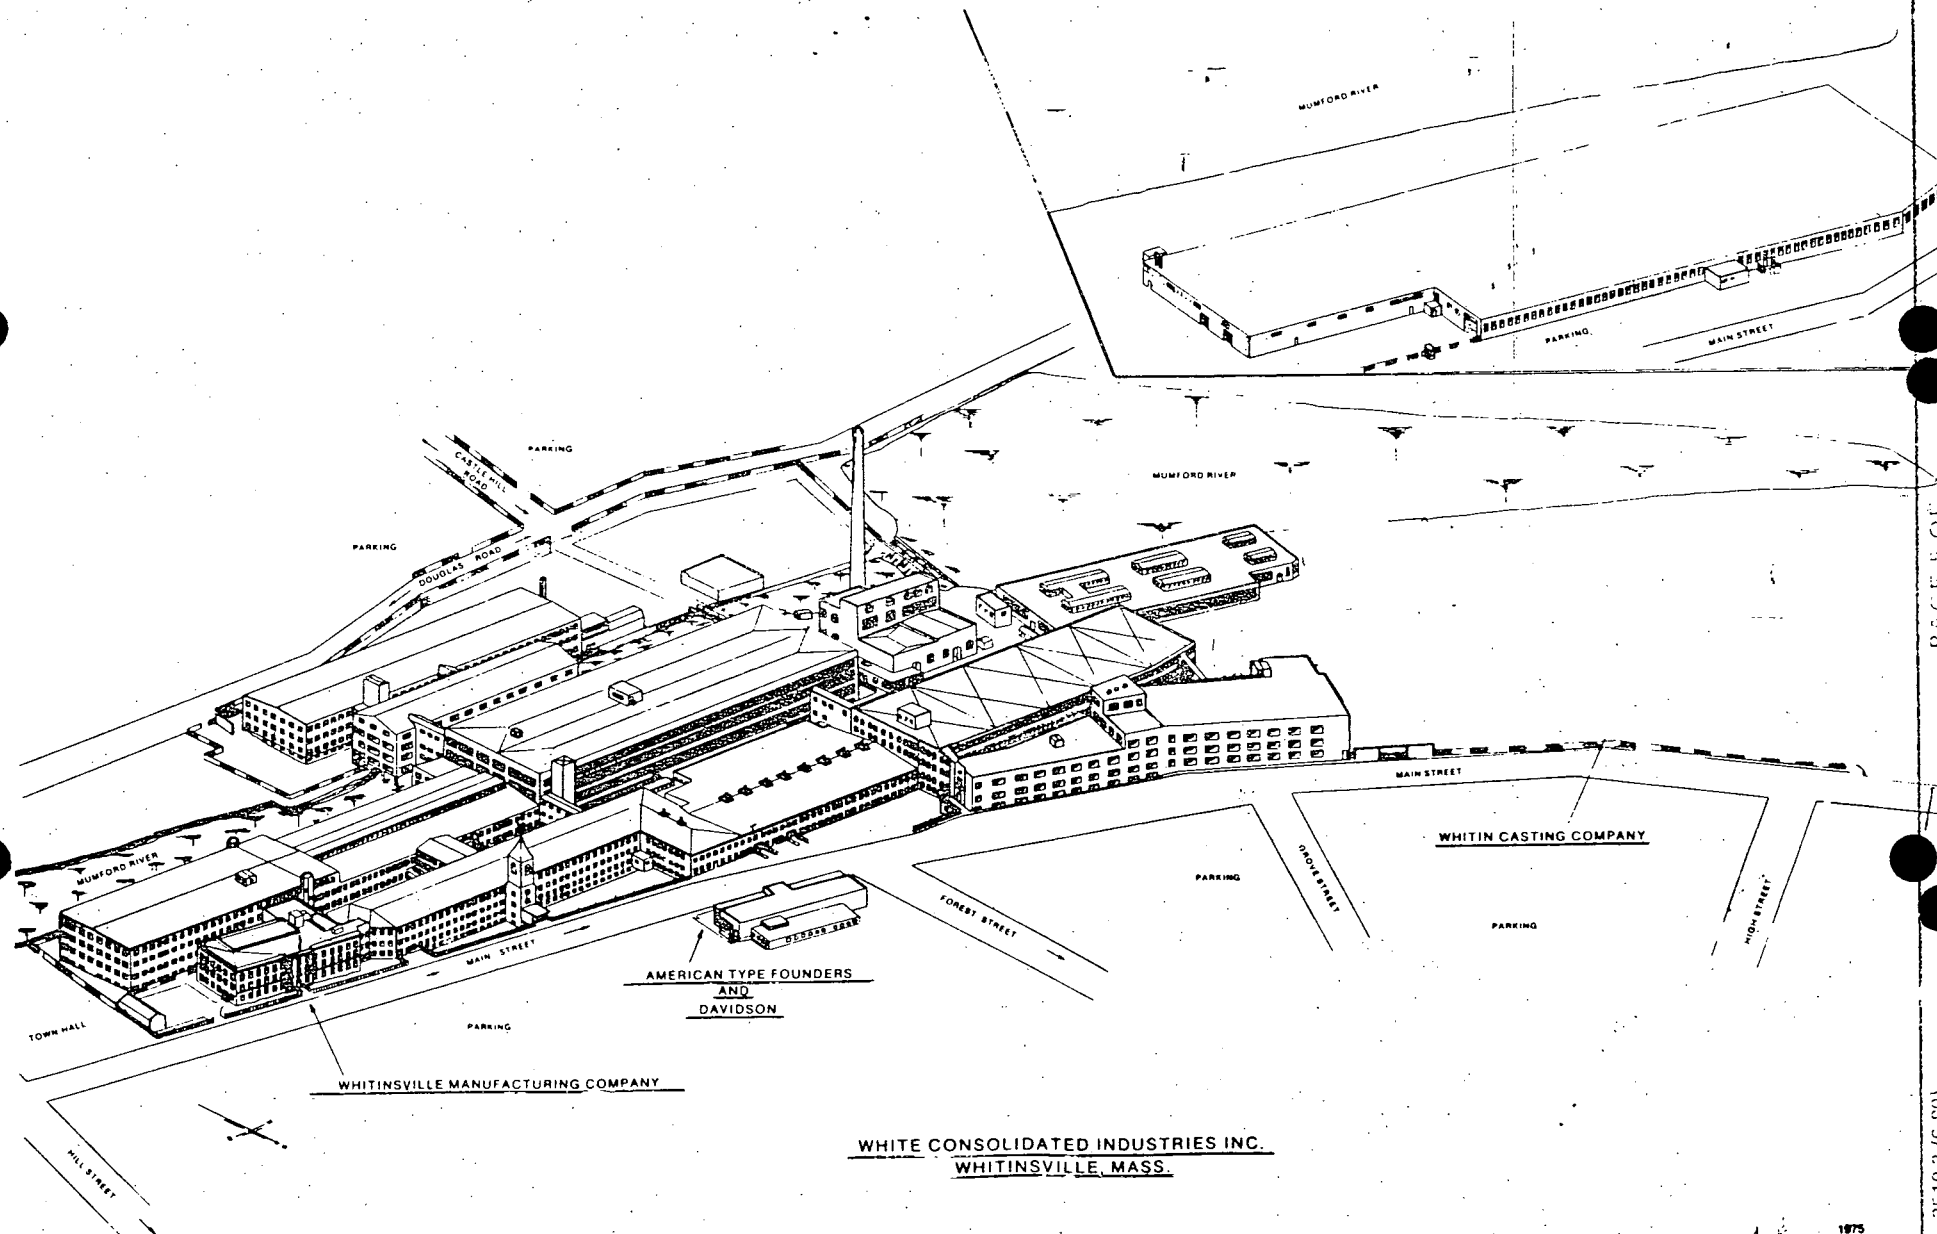 MUMFORD RIVER
PARKING
MAIN STREET
PARKING
CASTLE HILL
ROAD
MUMFORD RIVER
PARKING
DOUGLAS ROAD
MAIN STREET
WHITIN CASTING COMPANY
MUMFORD RIVER
PARKING
GROVE STREET
FOREST STREET
PARKING
HIGH STREET
MAIN STREET
AMERICAN TYPE FOUNDERS
AND
DAVIDSON
TOWN HALL
PARKING
WHITINSVILLE MANUFACTURING COMPANY
HILL STREET
WHITE CONSOLIDATED INDUSTRIES INC.
WHITINSVILLE, MASS.
1975